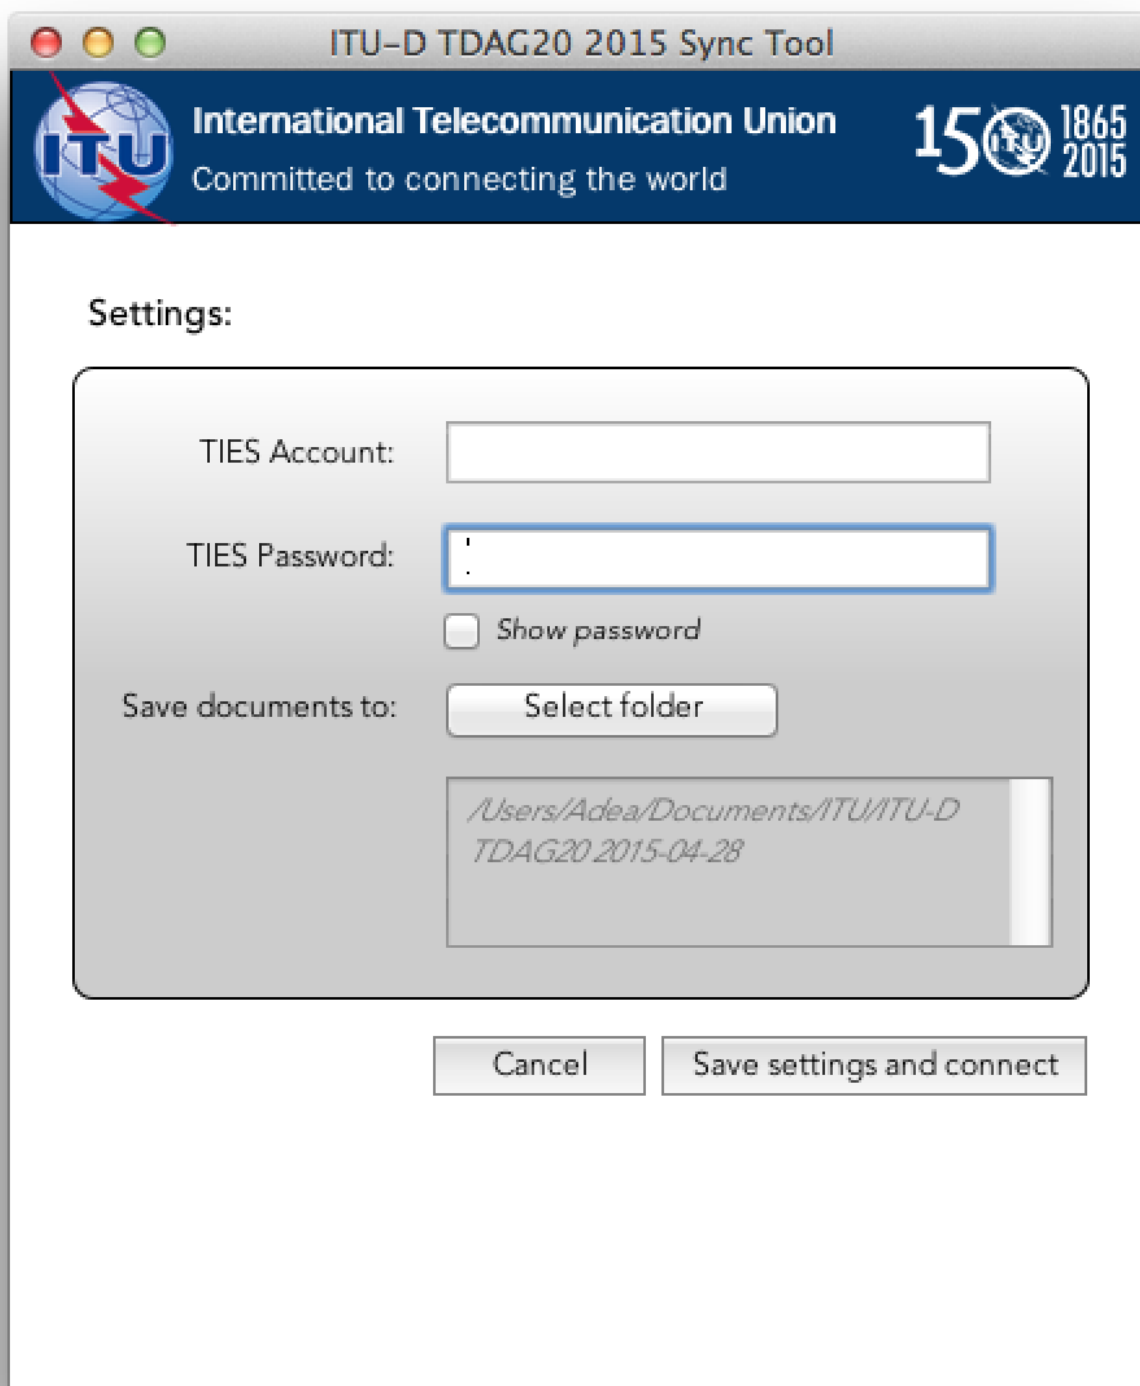 ITU-D TDAG20 2015 Sync Tool
ITU
International Telecommunication Union
Committed to connecting the world
150
ITU
1865
2015
Settings:
TIES Account:
TIES Password:
Show password
Save documents to:
Select folder
/Users/Adea/Documents/ITU/ITU-D
TDAG20 2015-04-28
Cancel
Save settings and connect